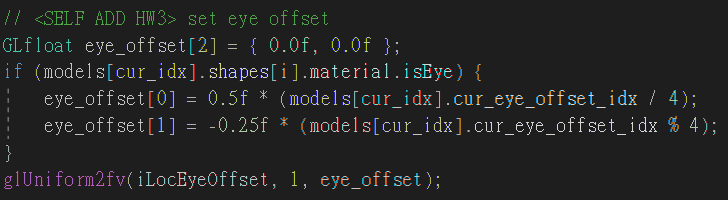 // <SELF ADD HW3> set eye offset
GLfloat eye_offset[2] = { 0.0f, 0.0f };
if (models[cur_idx].shapes[i].material.isEye) {
    eye_offset[0] = 0.5f * (models[cur_idx].cur_eye_offset_idx / 4);
    eye_offset[1] = -0.25f * (models[cur_idx].cur_eye_offset_idx % 4);
}
glUniform2fv(iLocEyeOffset, 1, eye_offset);